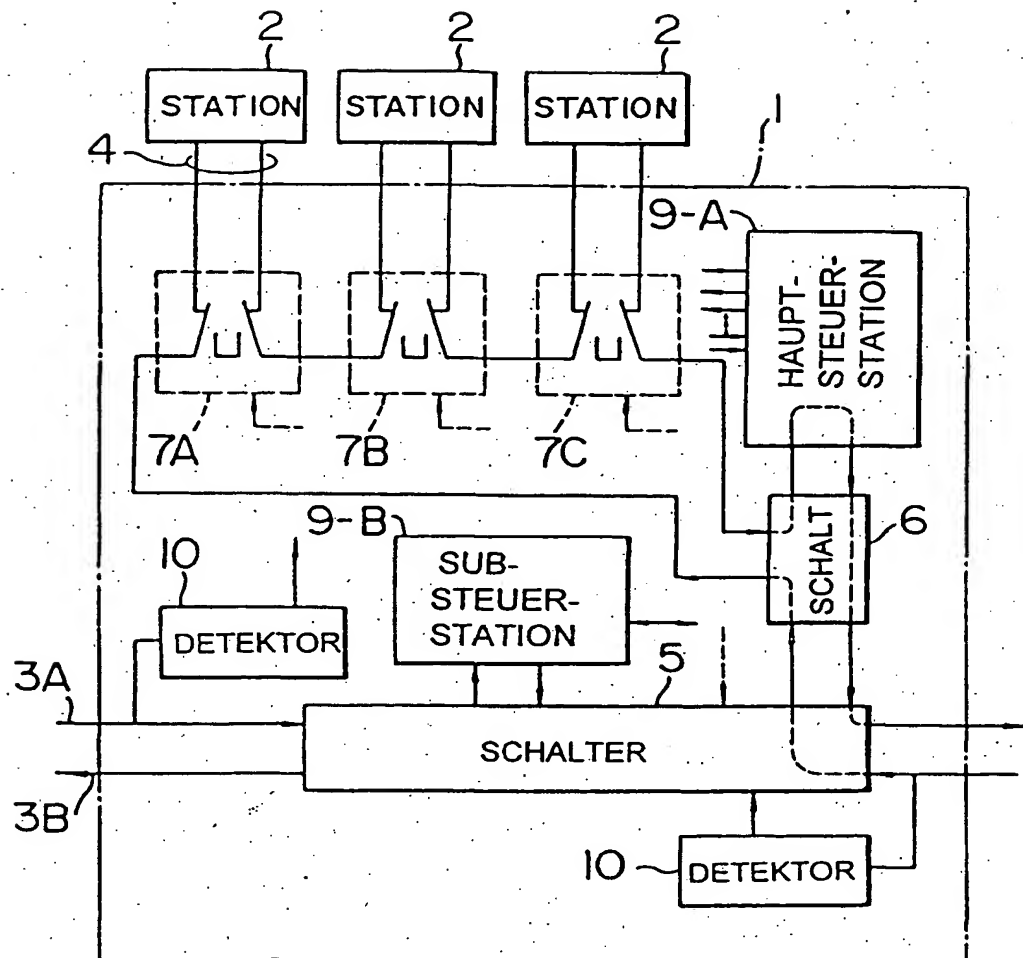 2 2 2
STATION STATION STATION
4
1
9-A
HAUPT-
STEUER-
STATION
7A 7B 7C
9-B
SUB-
STEUER-
STATION
6
SCHALT
10
DETEKTOR
5
3A
SCHALTER
3B
10
DETEKTOR